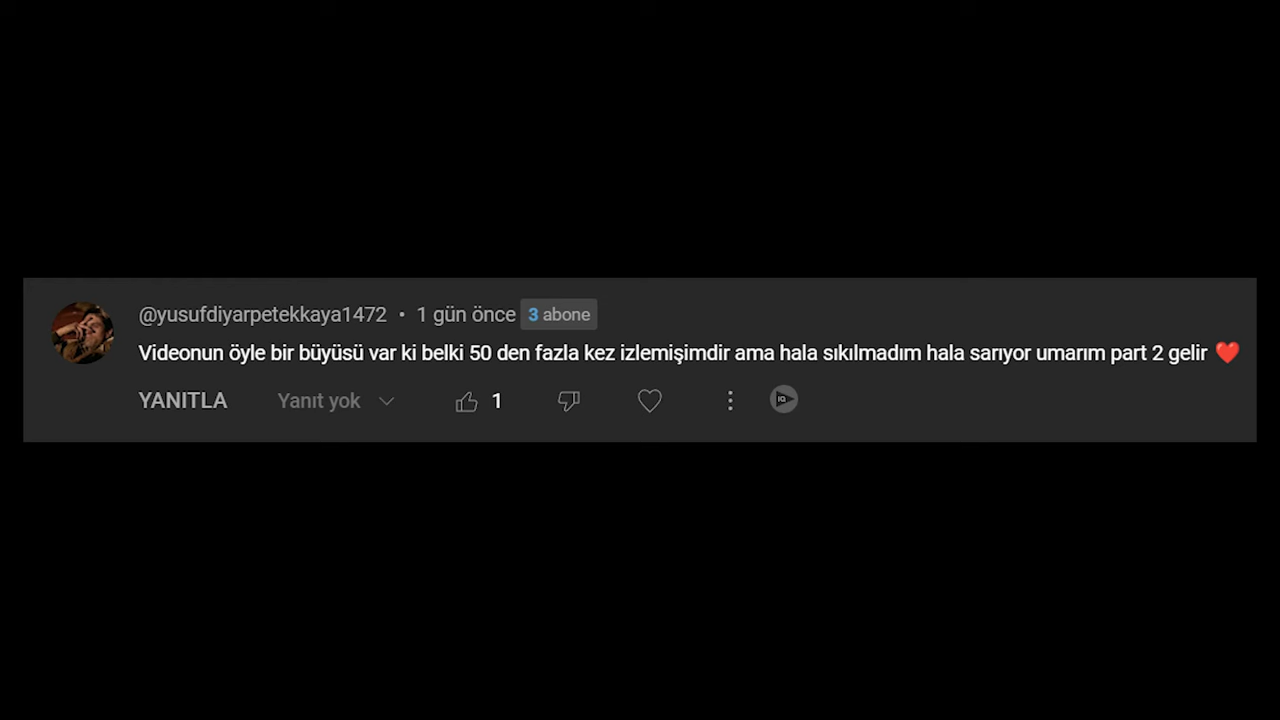 @yusufdiyarpetekkaya1472 • 1 gün önce 3 abone
Videonun öyle bir büyüsü var ki belki 50 den fazla kez izlemişimdir ama hala sıkılmadım hala sarıyor umarım part 2 gelir ❤️
YANITLA Yanıt yok 1 IQ